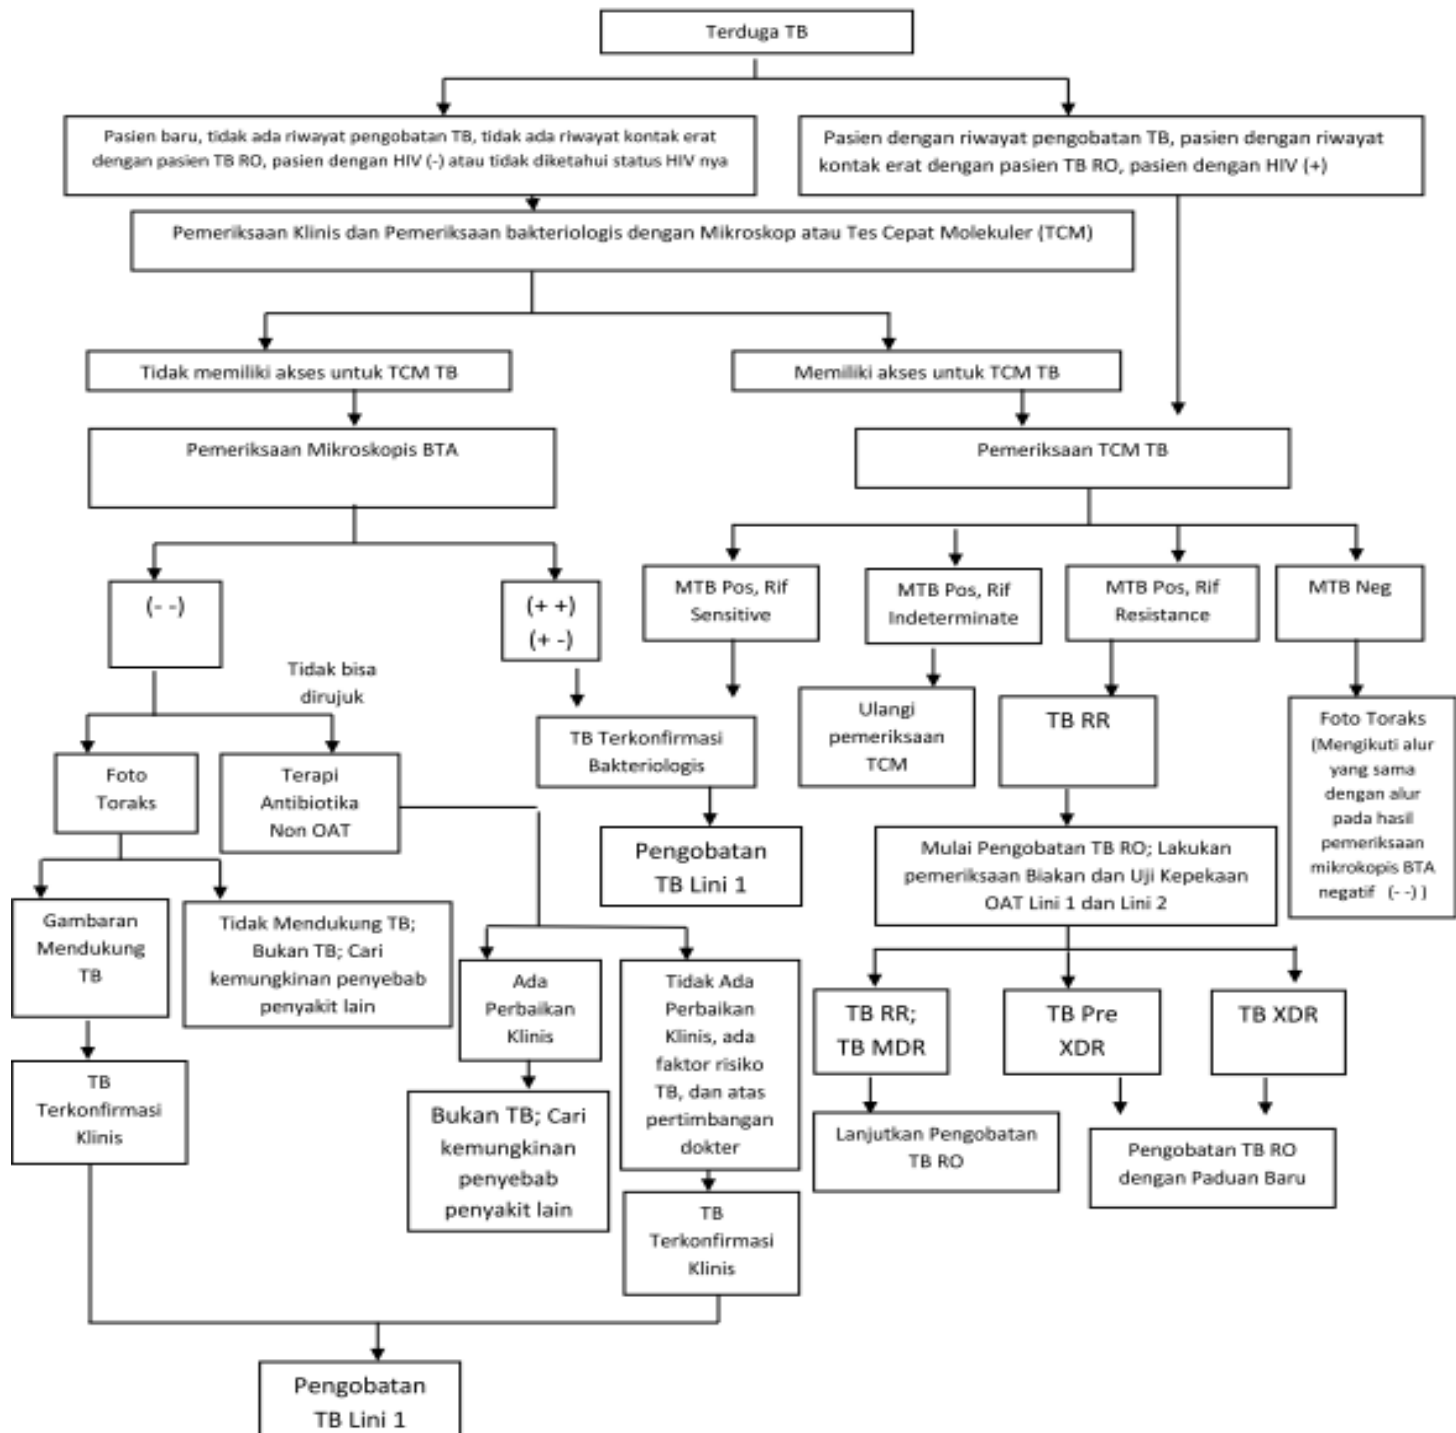 Terduga TB
Pasien baru, tidak ada riwayat pengobatan TB, tidak ada riwayat kontak erat
dengan pasien TB RO, pasien dengan HIV (-) atau tidak diketahui status HIV nya
Pasien dengan riwayat pengobatan TB, pasien dengan riwayat
kontak erat dengan pasien TB RO, pasien dengan HIV (+)
Pemeriksaan Klinis dan Pemeriksaan bakteriologis dengan Mikroskop atau Tes Cepat Molekuler (TCM)
Tidak memiliki akses untuk TCM TB
Memiliki akses untuk TCM TB
Pemeriksaan Mikroskopis BTA
Pemeriksaan TCM TB
(- -)
(+ +)
(+ -)
MTB Pos, Rif
Sensitive
MTB Pos, Rif
Indeterminate
MTB Pos, Rif
Resistance
MTB Neg
Tidak bisa
dirujuk
Foto
Toraks
Terapi
Antibiotika
Non OAT
TB Terkonfirmasi
Bakteriologis
Ulangi
pemeriksaan
TCM
TB RR
Foto Toraks
(Mengikuti alur
yang sama
dengan alur
pada hasil
pemeriksaan
mikrokopis BTA
negatif (- -) )
Pengobatan
TB Lini 1
Mulai Pengobatan TB RO; Lakukan
pemeriksaan Biakan dan Uji Kepekaan
OAT Lini 1 dan Lini 2
Gambaran
Mendukung
TB
Tidak Mendukung TB;
Bukan TB; Cari
kemungkinan penyebab
penyakit lain
Ada
Perbaikan
Klinis
Tidak Ada
Perbaikan
Klinis, ada
faktor risiko
TB, dan atas
pertimbangan
dokter
TB RR;
TB MDR
TB Pre
XDR
TB XDR
TB
Terkonfirmasi
Klinis
Bukan TB; Cari
kemungkinan
penyebab
penyakit lain
Lanjutkan Pengobatan
TB RO
Pengobatan TB RO
dengan Paduan Baru
TB
Terkonfirmasi
Klinis
Pengobatan
TB Lini 1